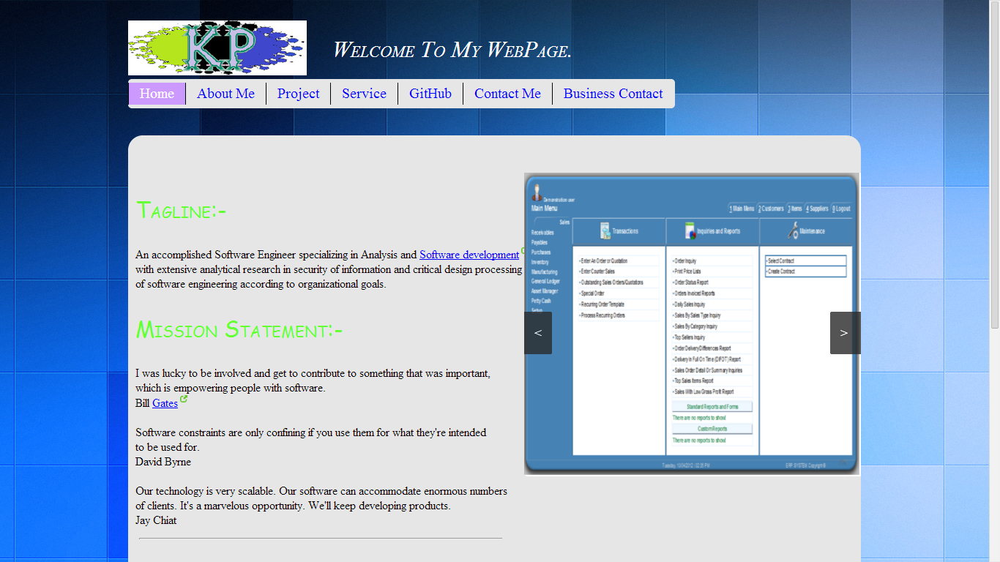 KP
WELCOME TO MY WEBPAGE.
Home About Me Project Service GitHub Contact Me Business Contact
TAGLINE:-
An accomplished Software Engineer specializing in Analysis and Software development
with extensive analytical research in security of information and critical design processing
of software engineering according to organizational goals.
MISSION STATEMENT:-
I was lucky to be involved and get to contribute to something that was important,
which is empowering people with software.
Bill Gates
Software constraints are only confining if you use them for what they're intended
to be used for.
David Byrne
Our technology is very scalable. Our software can accommodate enormous numbers
of clients. It's a marvelous opportunity. We'll keep developing products.
Jay Chiat
Demonstration user
Main Menu
1 Main Menu 2 Customers 3 Items 4 Suppliers 0 Logout
Sales
Receivables
Payables
Purchases
Inventory
Manufacturing
General Ledger
Asset Manager
Petty Cash
Setup
Transactions
Enter An Order or Quotation
Enter Counter Sales
Outstanding Sales Orders/Quotations
Special Order
Recurring Order Template
Process Recurring Orders
Inquiries and Reports
Order Inquiry
Print Price Lists
Order Status Report
Orders Invoiced Reports
Daily Sales Inquiry
Sales By Sales Type Inquiry
Sales By Category Inquiry
Top Sellers Inquiry
Order Delivery Differences Report
Delivery In Full On Time (DIFOT) Report
Sales Order Detail Or Summary Inquiries
Top Sales Items Report
Sales With Low Gross Profit Report
Standard Reports and Forms
There are no reports to show!
Custom Reports
There are no reports to show!
Maintenance
Select Contract
Create Contract
< >
ERP SYSTEM Copyright ©